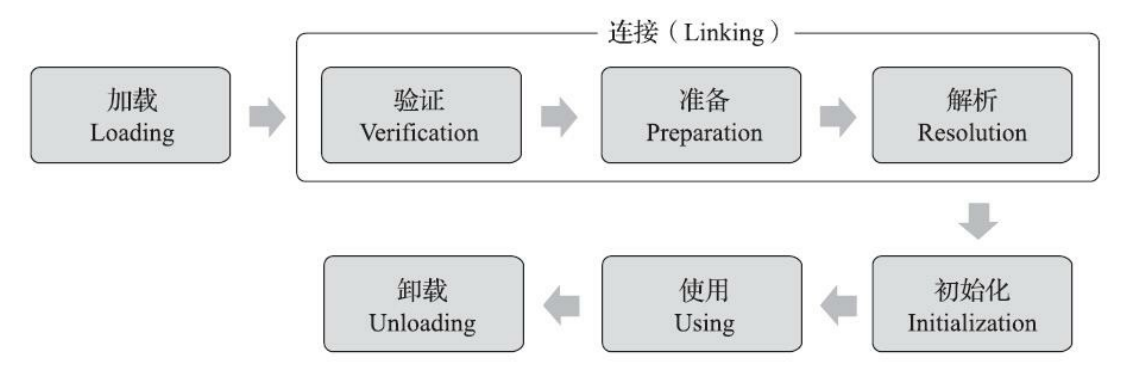 连接（Linking）
加载
Loading
验证
Verification
准备
Preparation
解析
Resolution
初始化
Initialization
使用
Using
卸载
Unloading